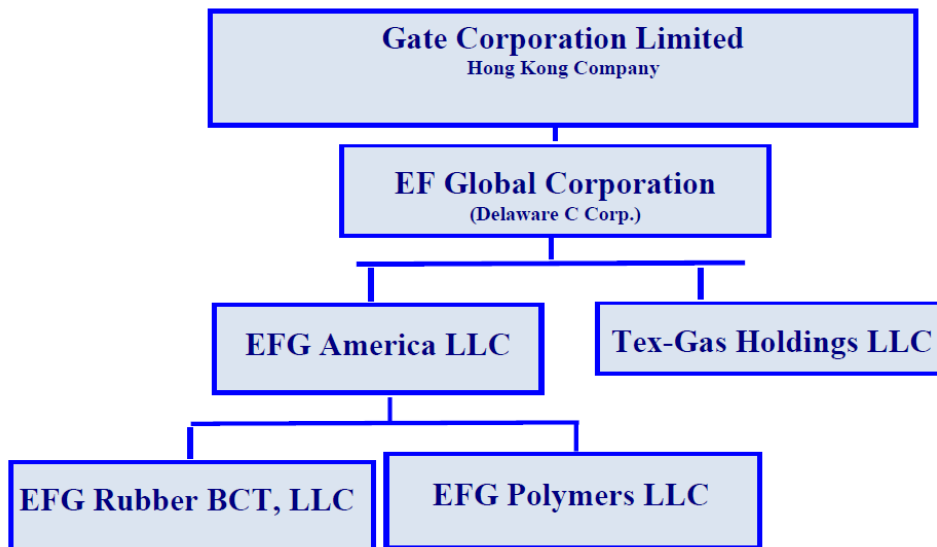 Gate Corporation Limited
Hong Kong Company
EF Global Corporation
(Delaware C Corp.)
EFG America LLC
Tex-Gas Holdings LLC
EFG Rubber BCT, LLC
EFG Polymers LLC